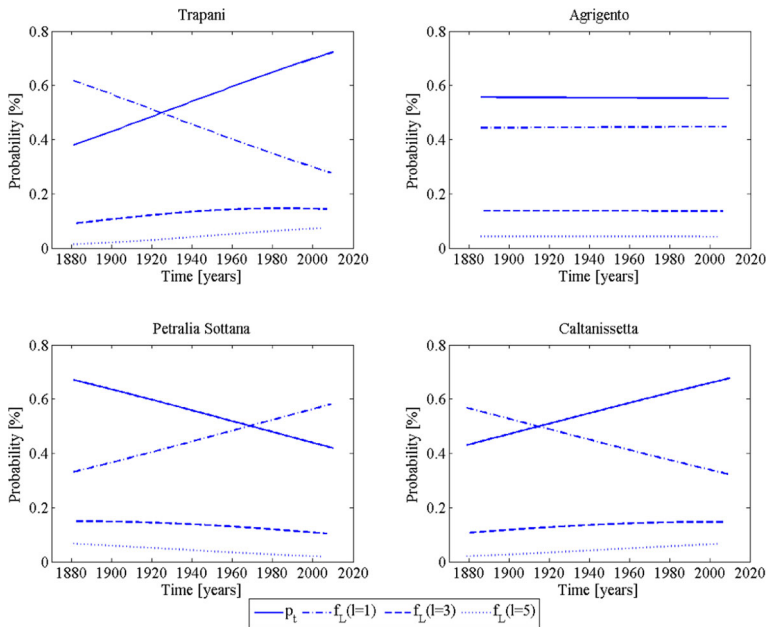 Trapani
Probability [%]
0.8
0.6
0.4
0.2
0
1880 1900 1920 1940 1960 1980 2000 2020
Time [years]
Agrigento
Probability [%]
0.8
0.6
0.4
0.2
0
1880 1900 1920 1940 1960 1980 2000 2020
Time [years]
Petralia Sottana
Probability [%]
0.8
0.6
0.4
0.2
0
1880 1900 1920 1940 1960 1980 2000 2020
Time [years]
Caltanissetta
Probability [%]
0.8
0.6
0.4
0.2
0
1880 1900 1920 1940 1960 1980 2000 2020
Time [years]
p_t f_L(l=1) f_L(l=3) f_L(l=5)